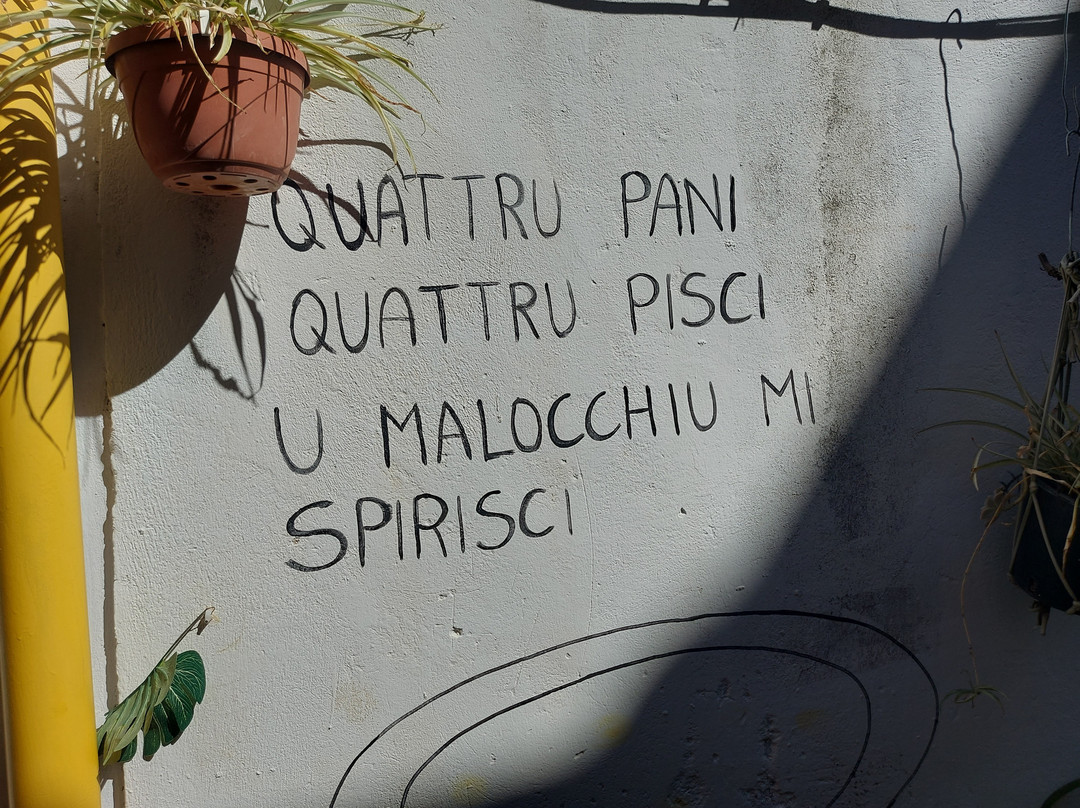 QUATTRU PANI
QUATTRU PISCI
U MALOCCHIU MI
SPIRISCI